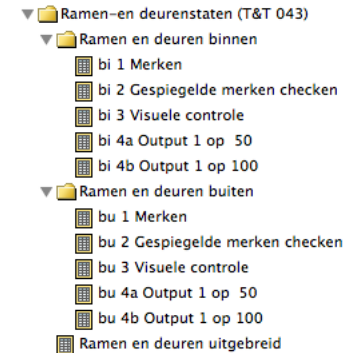 Ramen-en deurenstaten (T&T 043)
Ramen en deuren binnen
bi 1 Merken
bi 2 Gespiegelde merken checken
bi 3 Visuele controle
bi 4a Output 1 op  50
bi 4b Output 1 op 100
Ramen en deuren buiten
bu 1 Merken
bu 2 Gespiegelde merken checken
bu 3 Visuele controle
bu 4a Output 1 op  50
bu 4b Output 1 op 100
Ramen en deuren uitgebreid